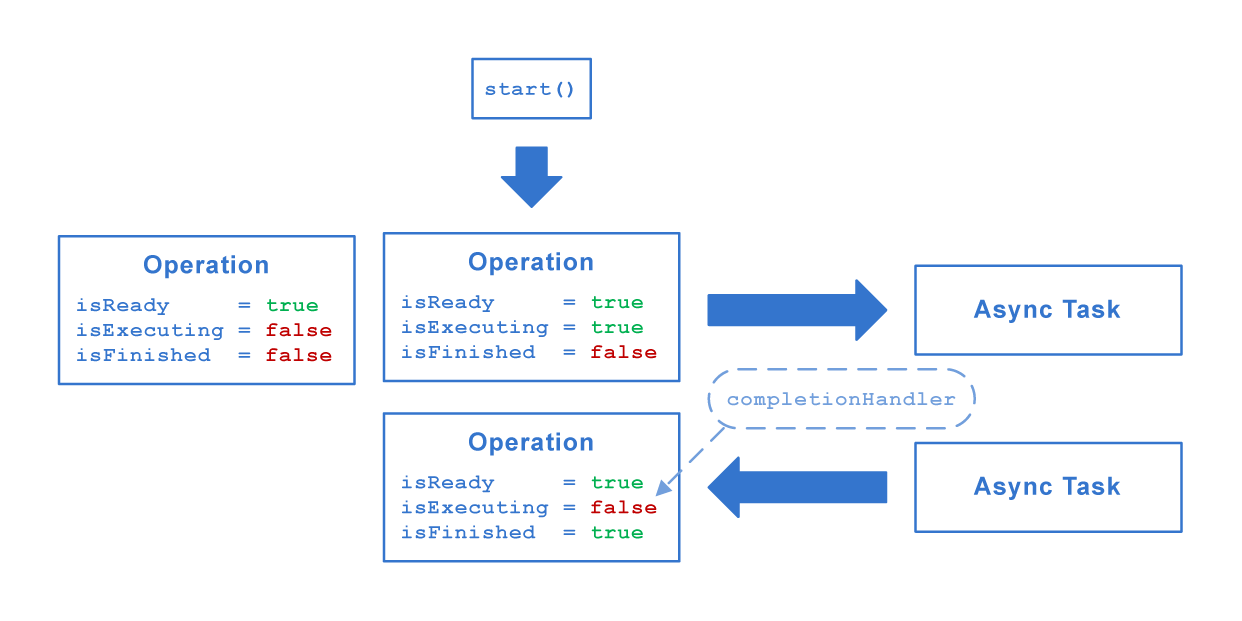 start()
Operation
isReady = true
isExecuting = false
isFinished = false
Operation
isReady = true
isExecuting = true
isFinished = false
Async Task
completionHandler
Operation
isReady = true
isExecuting = false
isFinished = true
Async Task